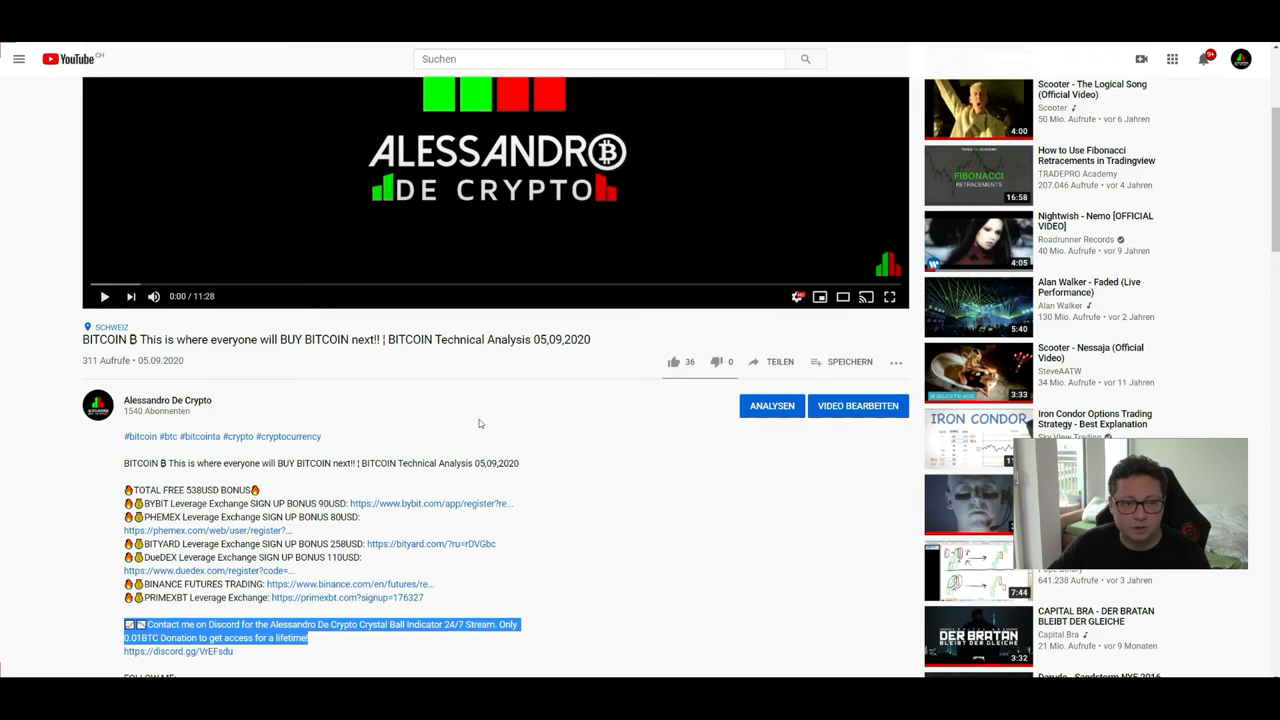 YouTube CH
Suchen
9+
ALESSANDRO
DE CRYPTO
0:00 / 11:28
SCHWEIZ
BITCOIN ₿ This is where everyone will BUY BITCOIN next!! ¦ BITCOIN Technical Analysis 05,09,2020
311 Aufrufe • 05.09.2020
36
0
TEILEN
SPEICHERN
Alessandro De Crypto
1540 Abonnenten
ANALYSEN
VIDEO BEARBEITEN
#bitcoin #btc #bitcointa #crypto #cryptocurrency
BITCOIN ₿ This is where everyone will BUY BITCOIN next!! ¦ BITCOIN Technical Analysis 05,09,2020
🔥TOTAL FREE 538USD BONUS🔥
🔥💰BYBIT Leverage Exchange SIGN UP BONUS 90USD: https://www.bybit.com/app/register?re...
🔥💰PHEMEX Leverage Exchange SIGN UP BONUS 80USD:
https://phemex.com/web/user/register?...
🔥💰BITYARD Leverage Exchange SIGN UP BONUS 258USD: https://bityard.com/?ru=rDVGbc
🔥💰DueDEX Leverage Exchange SIGN UP BONUS 110USD:
https://www.duedex.com/register?code=...
🔥💰BINANCE FUTURES TRADING: https://www.binance.com/en/futures/re...
🔥💰PRIMEXBT Leverage Exchange: https://primexbt.com?signup=176327
📈📉Contact me on Discord for the Alessandro De Crypto Crystal Ball Indicator 24/7 Stream. Only
0.01BTC Donation to get access for a lifetime!
https://discord.gg/VrEFsdu
Scooter - The Logical Song
(Official Video)
Scooter
50 Mio. Aufrufe • vor 6 Jahren
4:00
How to Use Fibonacci
Retracements in Tradingview
TRADEPRO Academy
207.046 Aufrufe • vor 4 Jahren
FIBONACCI
RETRACEMENTS
16:58
Nightwish - Nemo [OFFICIAL
VIDEO]
Roadrunner Records
40 Mio. Aufrufe • vor 9 Jahren
4:05
Alan Walker - Faded (Live
Performance)
Alan Walker
130 Mio. Aufrufe • vor 2 Jahren
5:40
Scooter - Nessaja (Official
Video)
SteveAATW
34 Mio. Aufrufe • vor 11 Jahren
3:33
Iron Condor Options Trading
Strategy - Best Explanation
Sky View Trading
IRON CONDOR
641.238 Aufrufe • vor 3 Jahren
7:44
CAPITAL BRA - DER BRATAN
BLEIBT DER GLEICHE
Capital Bra
21 Mio. Aufrufe • vor 9 Monaten
DER BRATAN
BLEIBT DER GLEICHE
3:32